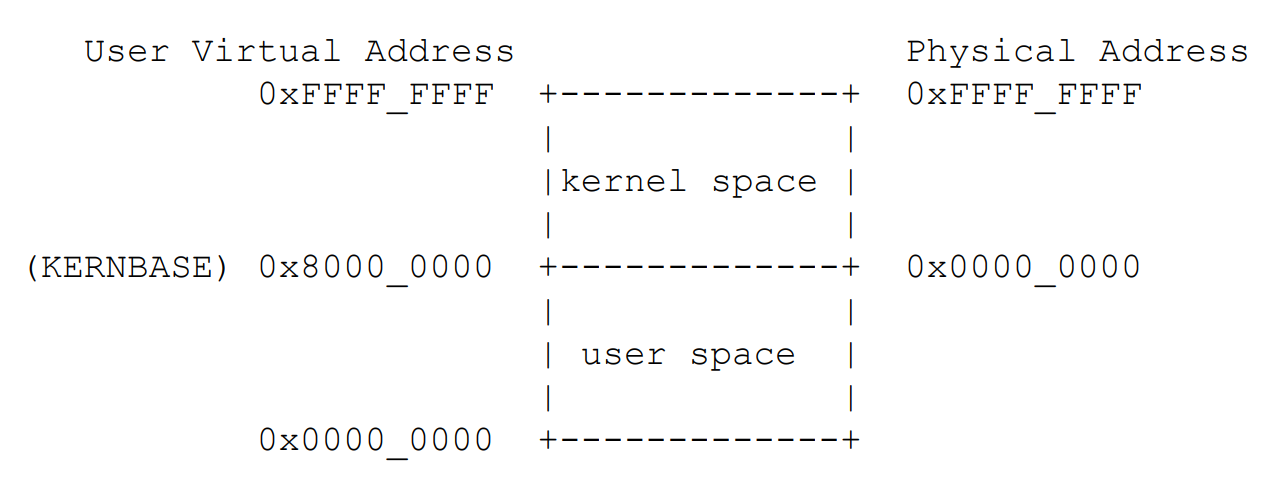 User Virtual Address Physical Address
0xFFFF_FFFF +-------------+ 0xFFFF_FFFF
| |
|kernel space |
| |
(KERNBASE) 0x8000_0000 +-------------+ 0x0000_0000
| |
| user space |
| |
0x0000_0000 +-------------+